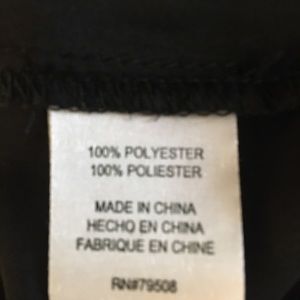 100% POLYESTER
100% POLIESTER
MADE IN CHINA
HECHO EN CHINA
FABRIQUE EN CHINE
RN#79508